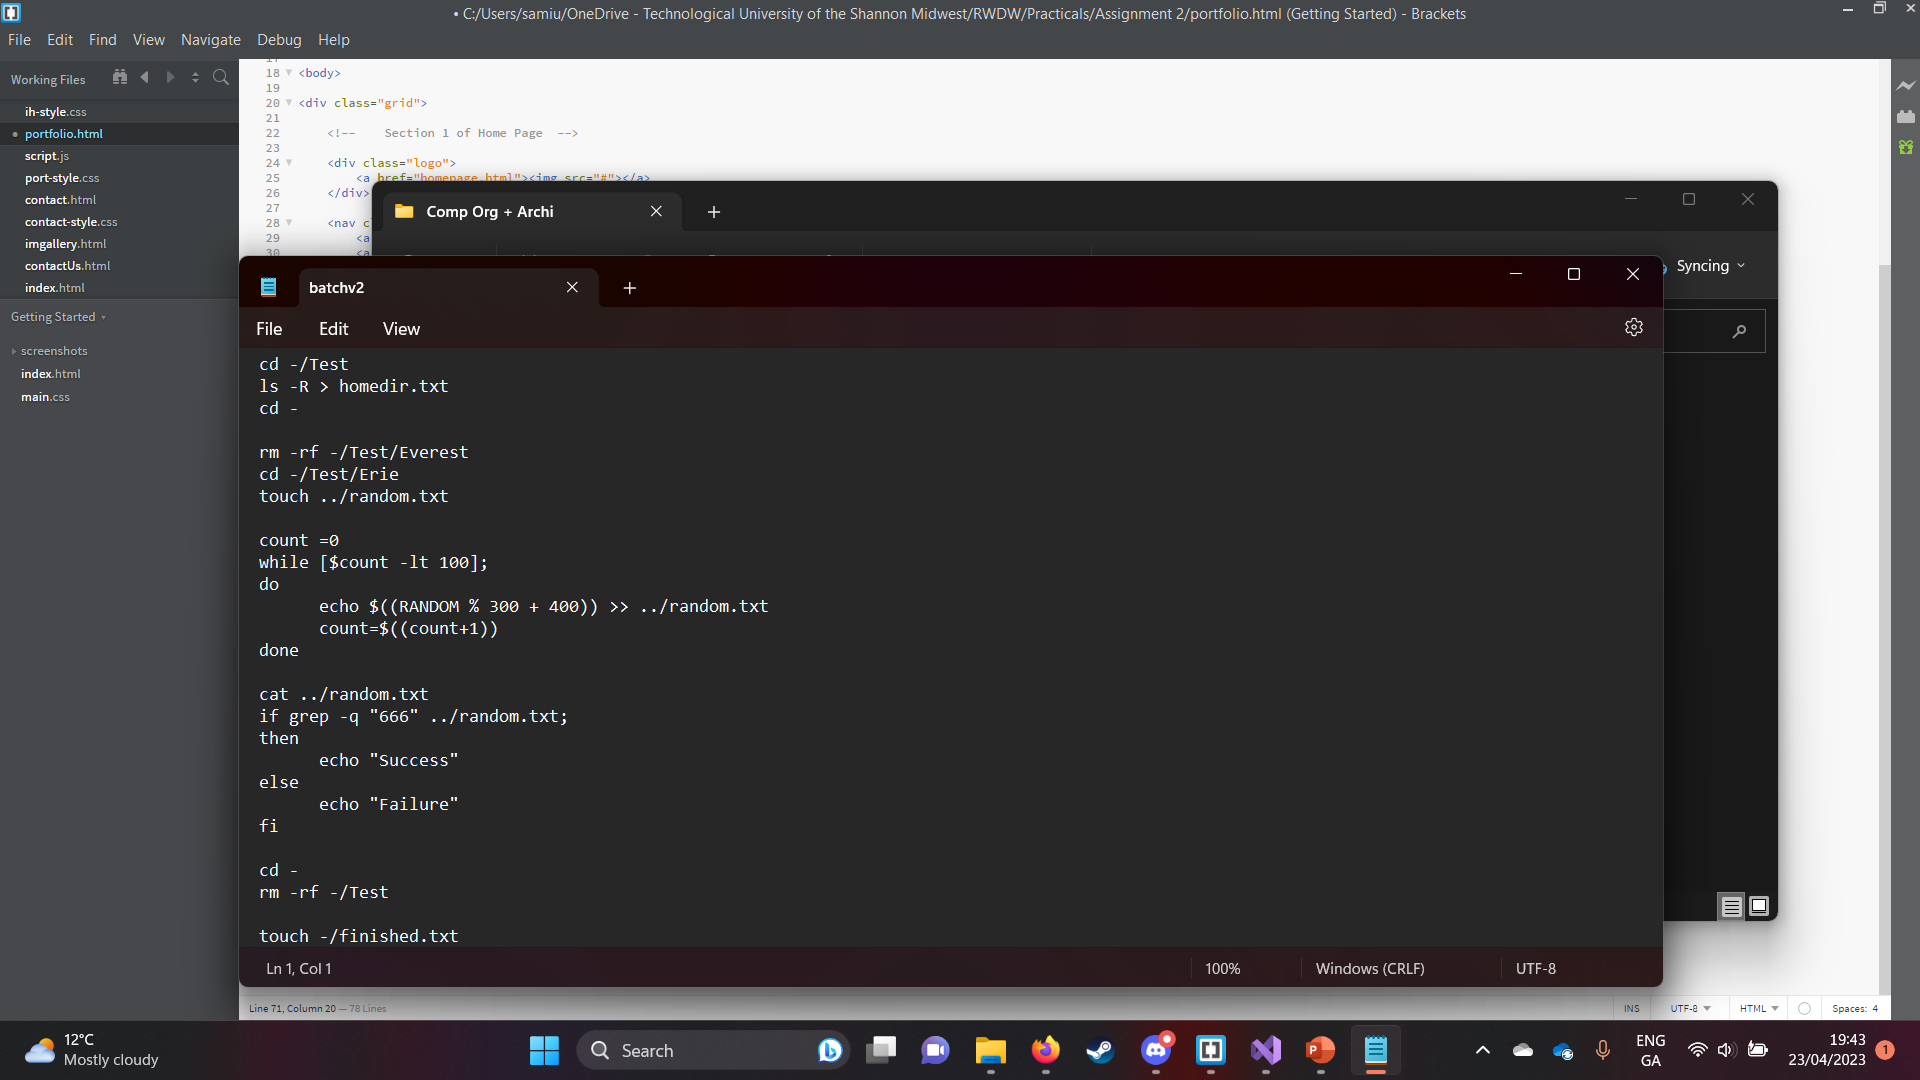 • C:/Users/samiu/OneDrive - Technological University of the Shannon Midwest/RWDW/Practicals/Assignment 2/portfolio.html (Getting Started) - Brackets
File Edit Find View Navigate Debug Help
Working Files
ih-style.css
portfolio.html
script.js
port-style.css
contact.html
contact-style.css
imgallery.html
contactUs.html
index.html
Getting Started
screenshots
index.html
main.css
17
18 <body>
19
20 <div class="grid">
21
22 <!-- Section 1 of Home Page -->
23
24 <div class="logo">
25 <a href="homepage.html"><img src="#"></a>
26 </div>
27
28 <nav c
29 <a
30 <a
Comp Org + Archi
Syncing
batchv2
File Edit View
cd -/Test
ls -R > homedir.txt
cd -
rm -rf -/Test/Everest
cd -/Test/Erie
touch ../random.txt
count =0
while [$count -lt 100];
do
echo $((RANDOM % 300 + 400)) >> ../random.txt
count=$((count+1))
done
cat ../random.txt
if grep -q "666" ../random.txt;
then
echo "Success"
else
echo "Failure"
fi
cd -
rm -rf -/Test
touch -/finished.txt
Ln 1, Col 1
100%
Windows (CRLF)
UTF-8
Line 71, Column 20 — 78 Lines
INS
UTF-8
HTML
Spaces: 4
12°C
Mostly cloudy
Search
ENG
GA
19:43
23/04/2023
1